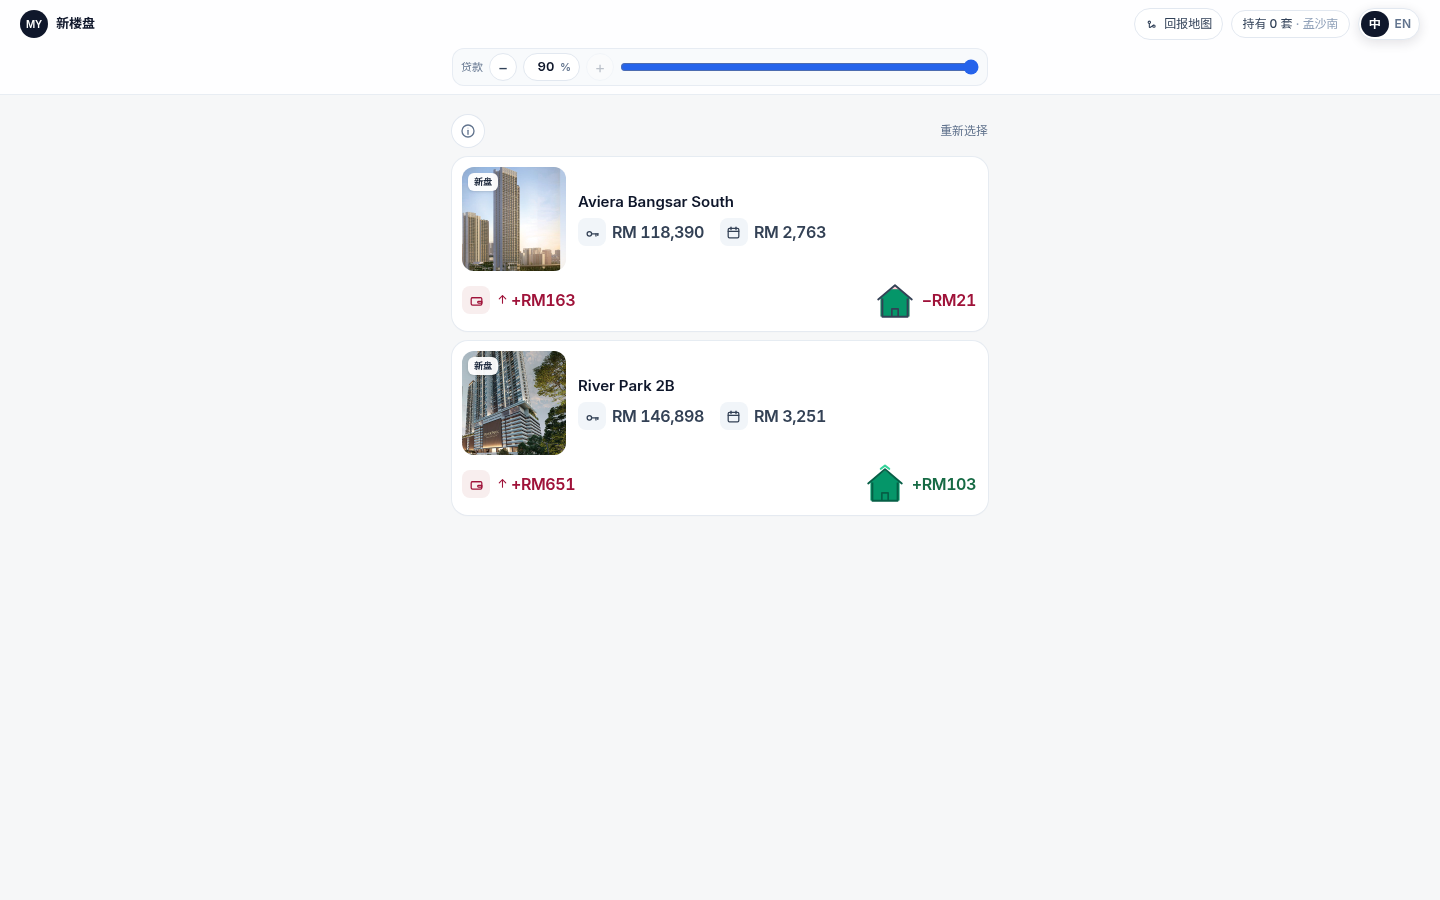 MY 新楼盘
回报地图
持有 0 套 · 孟沙南
中 EN
贷款 − 90 % +
重新选择
新盘
Aviera Bangsar South
RM 118,390 RM 2,763
↑ +RM163 −RM21
新盘
River Park 2B
RM 146,898 RM 3,251
↑ +RM651 +RM103